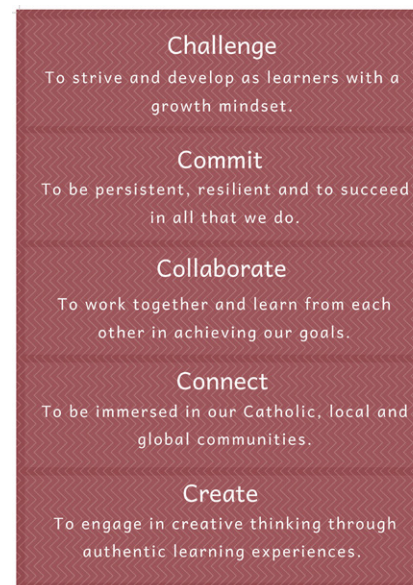 Challenge
To strive and develop as learners with a
growth mindset.
Commit
To be persistent, resilient and to succeed
in all that we do.
Collaborate
To work together and learn from each
other in achieving our goals.
Connect
To be immersed in our Catholic, local and
global communities.
Create
To engage in creative thinking through
authentic learning experiences.